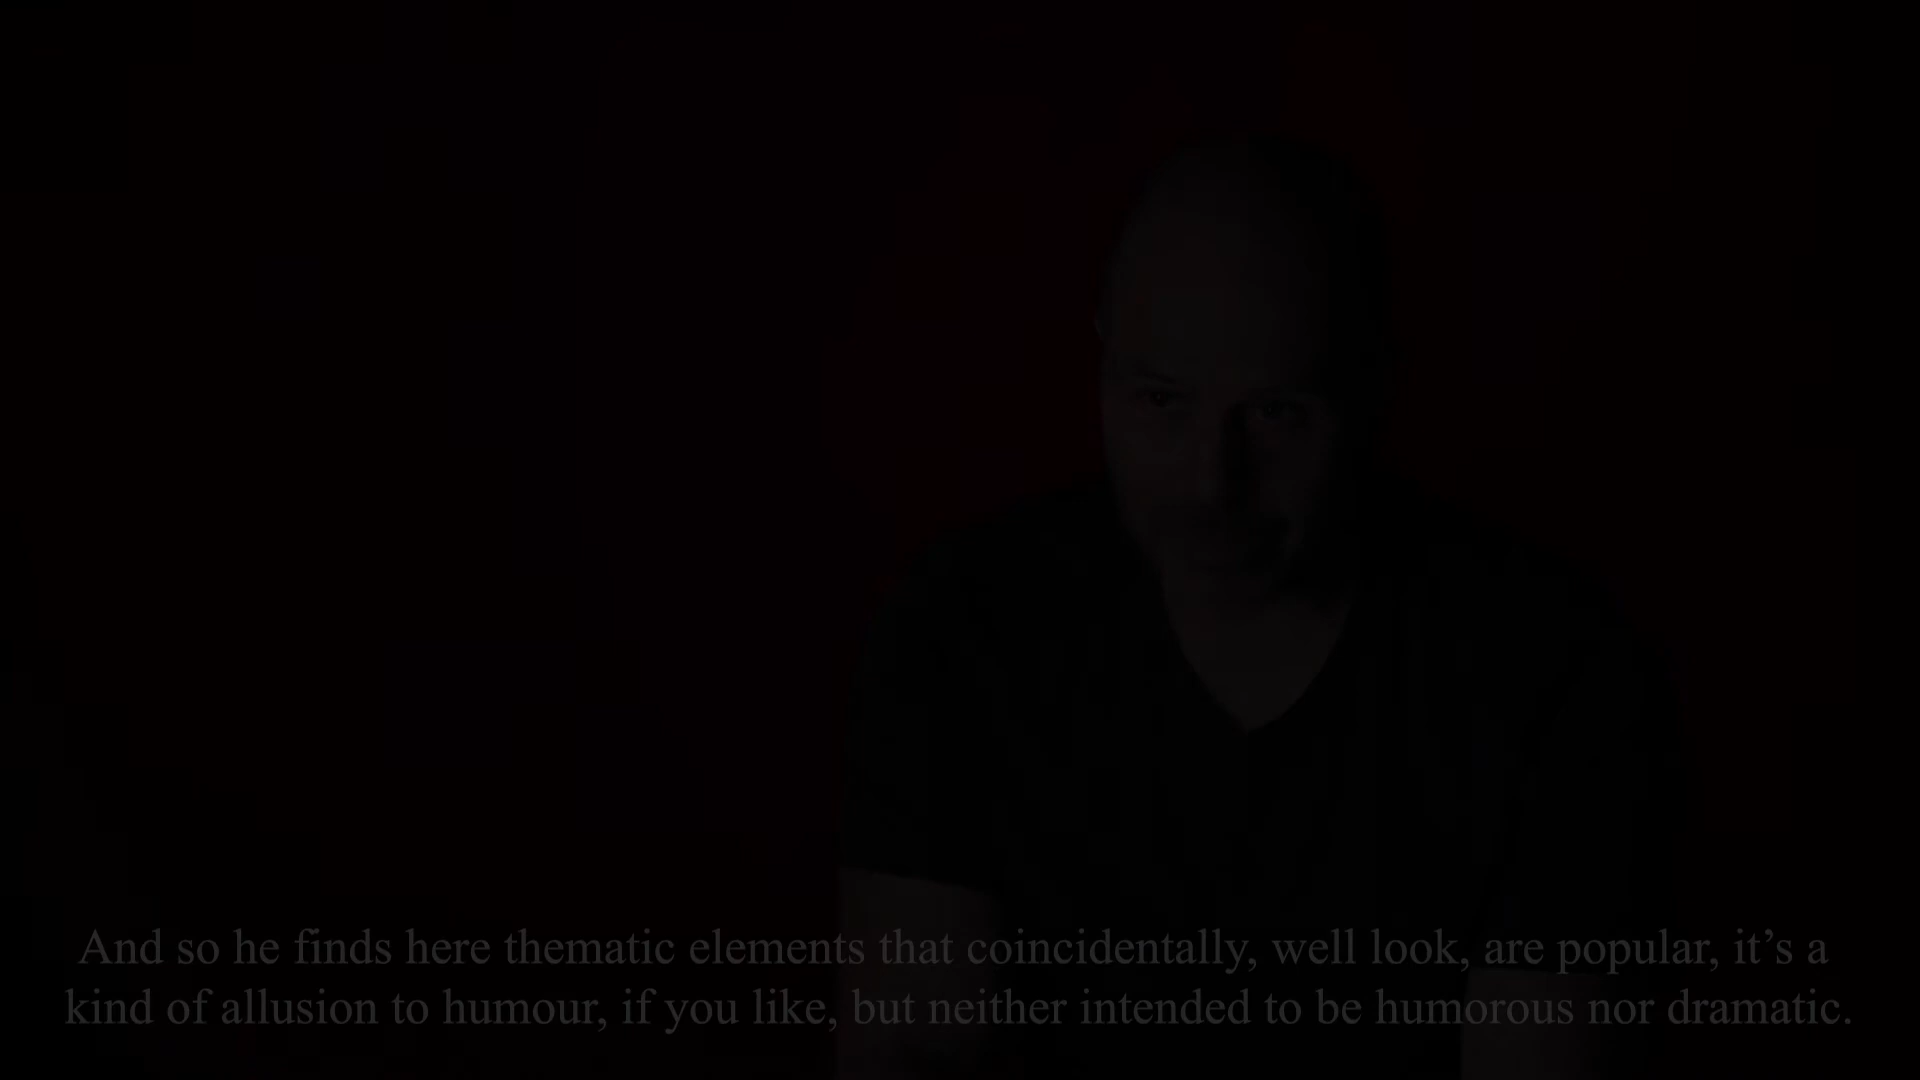 And so he finds here thematic elements that coincidentally, well look, are popular, it’s a
kind of allusion to humour, if you like, but neither intended to be humorous nor dramatic.